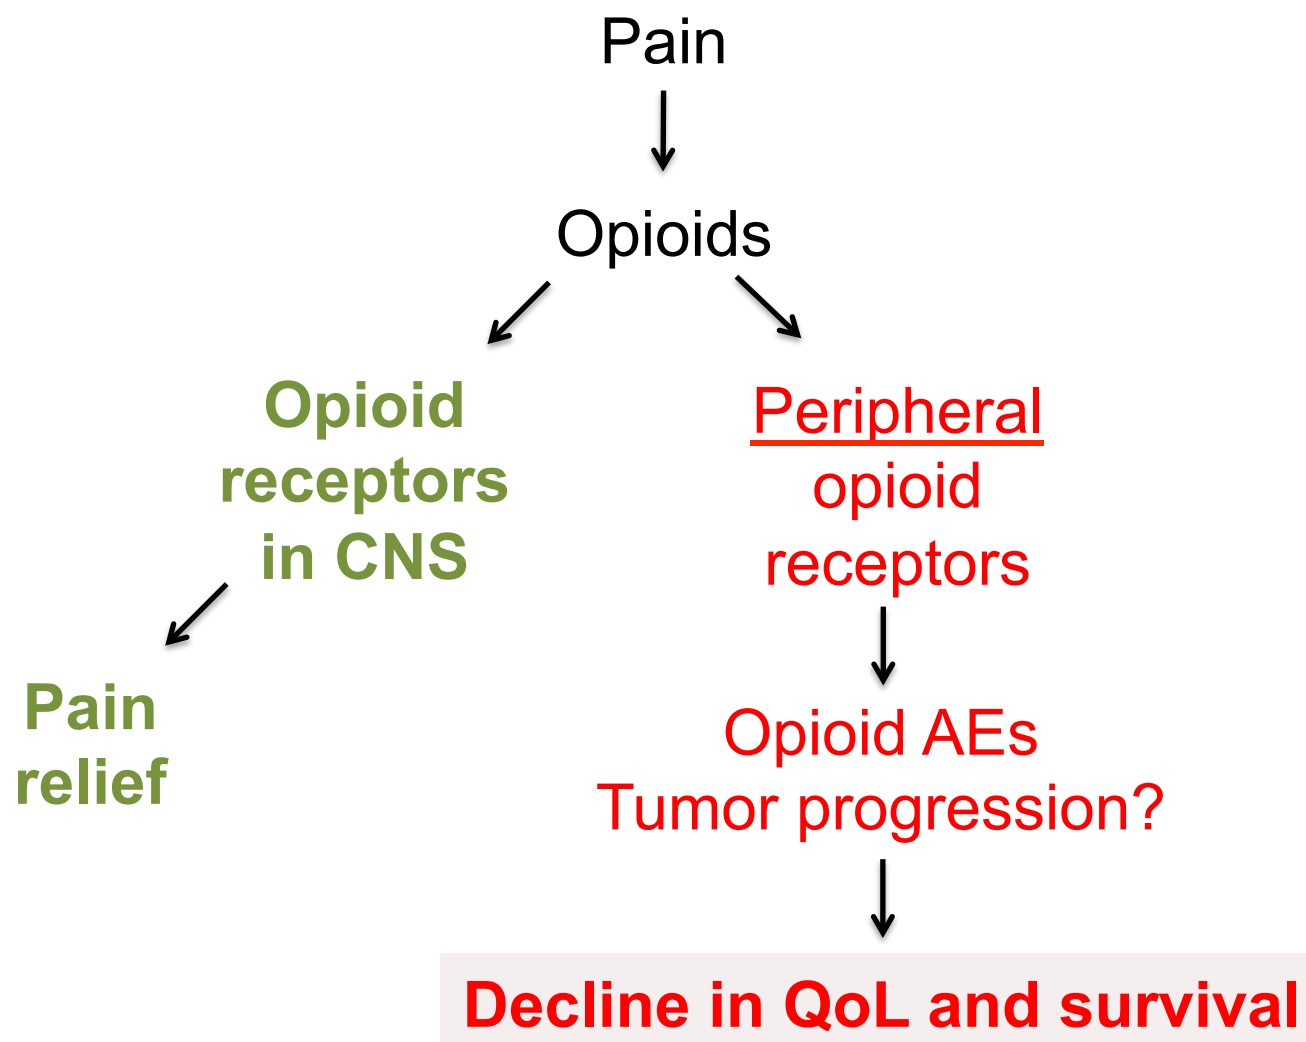 Pain
Opioids
Opioid
receptors
in CNS
Pain
relief
Peripheral
opioid
receptors
Opioid AEs
Tumor progression?
Decline in QoL and survival